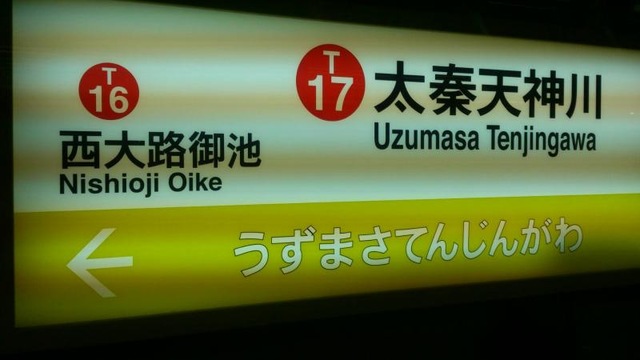 T
16
西大路御池
Nishioji Oike
T
17
太秦天神川
Uzumasa Tenjingawa
←
うずまさてんじんがわ